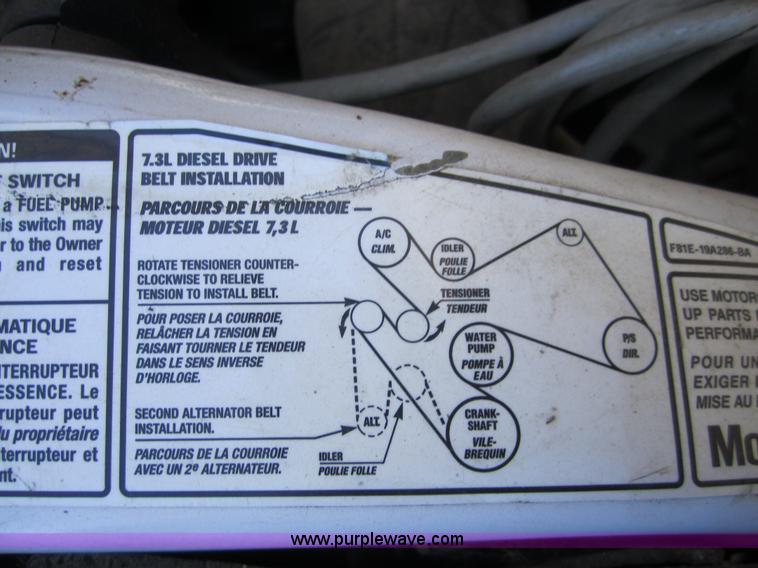 N!
F SWITCH
a FUEL PUMP
is switch may
r to the Owner
and reset
MATIQUE
NCE
INTERRUPTEUR
ESSENCE. Le
rrupteur peut
du propriétaire
nterrupteur et
nt.
7.3L DIESEL DRIVE
BELT INSTALLATION
PARCOURS DE LA COURROIE —
MOTEUR DIESEL 7,3 L
ROTATE TENSIONER COUNTER-
CLOCKWISE TO RELIEVE
TENSION TO INSTALL BELT.
POUR POSER LA COURROIE,
RELÂCHER LA TENSION EN
FAISANT TOURNER LE TENDEUR
DANS LE SENS INVERSE
D'HORLOGE.
SECOND ALTERNATOR BELT
INSTALLATION.
PARCOURS DE LA COURROIE
AVEC UN 2e ALTERNATEUR.
A/C
CLIM.
IDLER
POULIE
FOLLE
ALT.
TENSIONER
TENDEUR
WATER
PUMP
POMPE À
EAU
P/S
DIR.
ALT.
CRANK-
SHAFT
VILE-
BREQUIN
IDLER
POULIE FOLLE
F81E-19A286-BA
USE MOTOR
UP PARTS
PERFORMA
POUR UN
EXIGER
MISE AU
Mo
www.purplewave.com